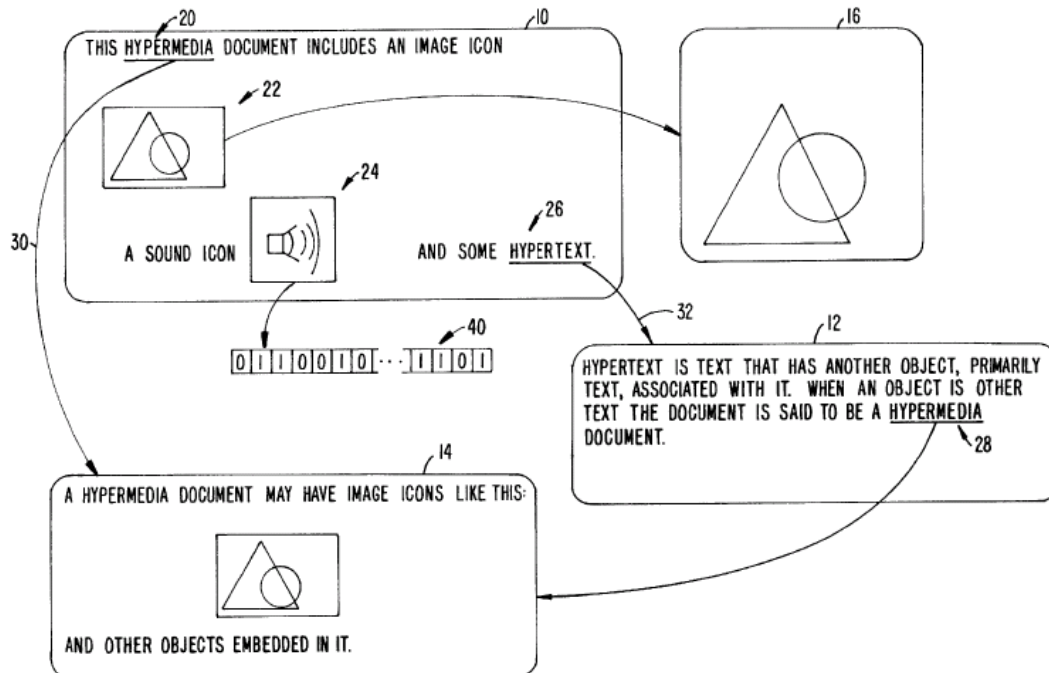 20
10
16
THIS HYPERMEDIA DOCUMENT INCLUDES AN IMAGE ICON
22
24
26
30
A SOUND ICON
AND SOME HYPERTEXT.
32
40
0110010···1101
12
HYPERTEXT IS TEXT THAT HAS ANOTHER OBJECT, PRIMARILY
TEXT, ASSOCIATED WITH IT. WHEN AN OBJECT IS OTHER
TEXT THE DOCUMENT IS SAID TO BE A HYPERMEDIA
DOCUMENT.
28
14
A HYPERMEDIA DOCUMENT MAY HAVE IMAGE ICONS LIKE THIS:
AND OTHER OBJECTS EMBEDDED IN IT.